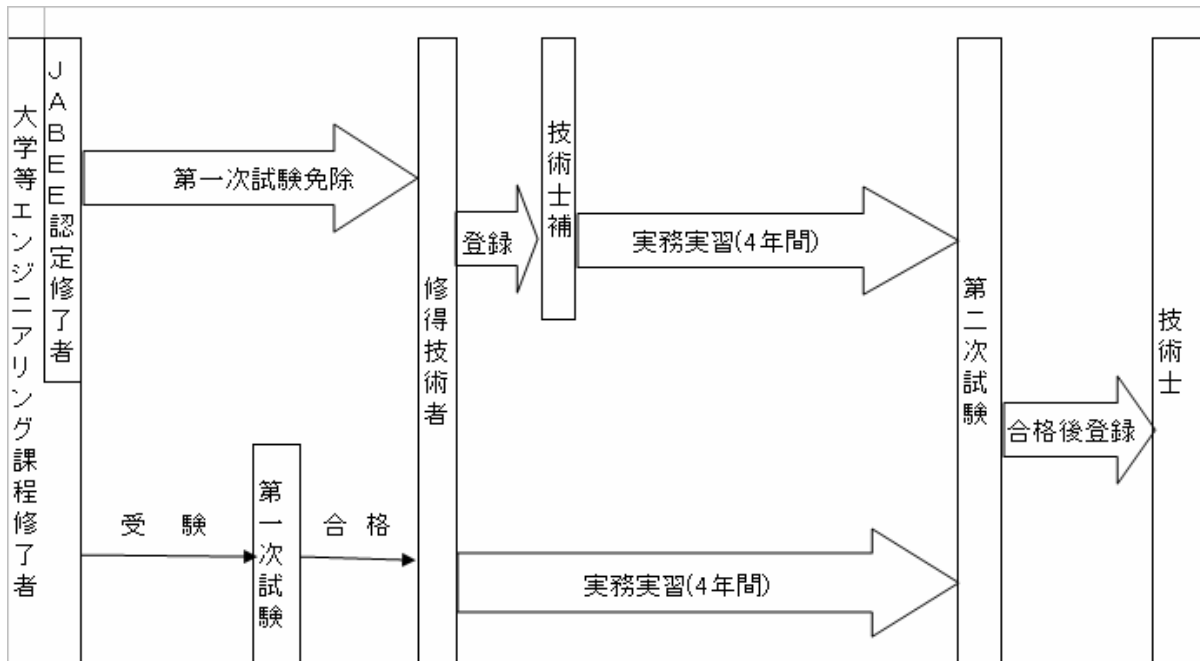 大学等エンジニアリング課程修了者
JABEE認定修了者
第一次試験免除
受 験
第一次試験
合 格
修得技術者
登録
技術士補
実務実習(4年間)
実務実習(4年間)
第二次試験
合格後登録
技術士